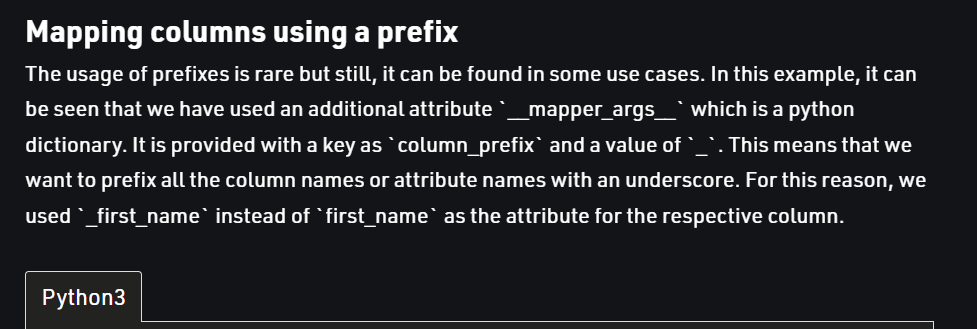 Mapping columns using a prefix
The usage of prefixes is rare but still, it can be found in some use cases. In this example, it can
be seen that we have used an additional attribute `__mapper_args__` which is a python
dictionary. It is provided with a key as `column_prefix` and a value of `_`. This means that we
want to prefix all the column names or attribute names with an underscore. For this reason, we
used `_first_name` instead of `first_name` as the attribute for the respective column.
Python3